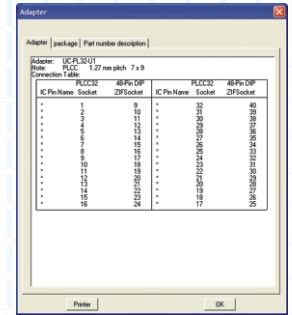 Adapter
Adapter package Part number description
Adapter: UC-PL32-U1
Note: PLCC 1.27 mm pitch 7 x 9
Connection Table:
PLCC32 48-Pin DIP PLCC32 48-Pin DIP
IC Pin Name Socket ZIFSocket IC Pin Name Socket ZIFSocket
* 1 9 * 32 40
* 2 10 * 31 39
* 3 11 * 30 38
* 4 12 * 29 37
* 5 13 * 28 36
* 6 14 * 27 35
* 7 15 * 26 34
* 8 16 * 25 33
* 9 17 * 24 32
* 10 18 * 23 31
* 11 19 * 22 30
* 12 20 * 21 29
* 13 21 * 20 28
* 14 22 * 19 27
* 15 23 * 18 26
* 16 24 * 17 25
Printer OK